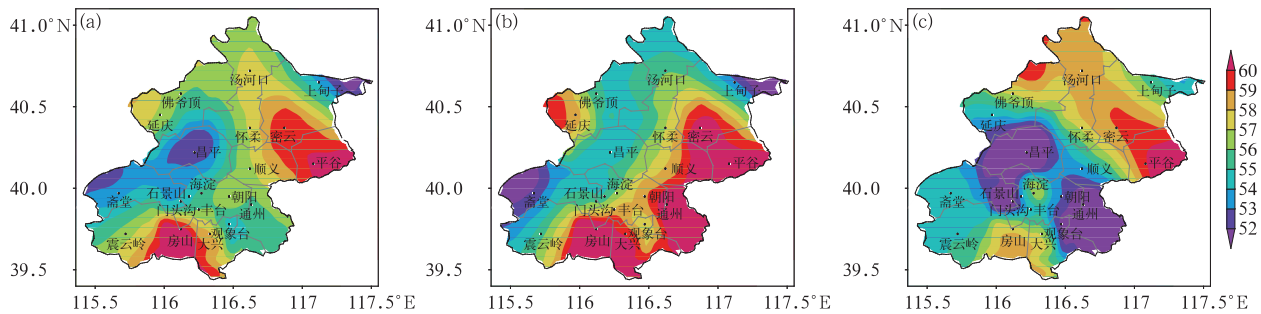 41.0°N
(a)
汤河口
上甸子
佛爷顶
40.5
延庆
怀柔
密云
昌平
平谷
顺义
40.0
海淀
石景山
朝阳
斋堂
门头沟
丰台
通州
观象台
霞云岭
房山
大兴
39.5
115.5
116
116.5
117
117.5°E
41.0°N
(b)
汤河口
上甸子
佛爷顶
40.5
延庆
怀柔
密云
昌平
平谷
顺义
40.0
海淀
石景山
朝阳
斋堂
门头沟
丰台
通州
观象台
霞云岭
房山
大兴
39.5
115.5
116
116.5
117
117.5°E
41.0°N
(c)
汤河口
上甸子
佛爷顶
40.5
延庆
怀柔
密云
昌平
平谷
顺义
40.0
海淀
石景山
朝阳
斋堂
门头沟
丰台
通州
观象台
霞云岭
房山
大兴
39.5
115.5
116
116.5
117
117.5°E
60
59
58
57
56
55
54
53
52